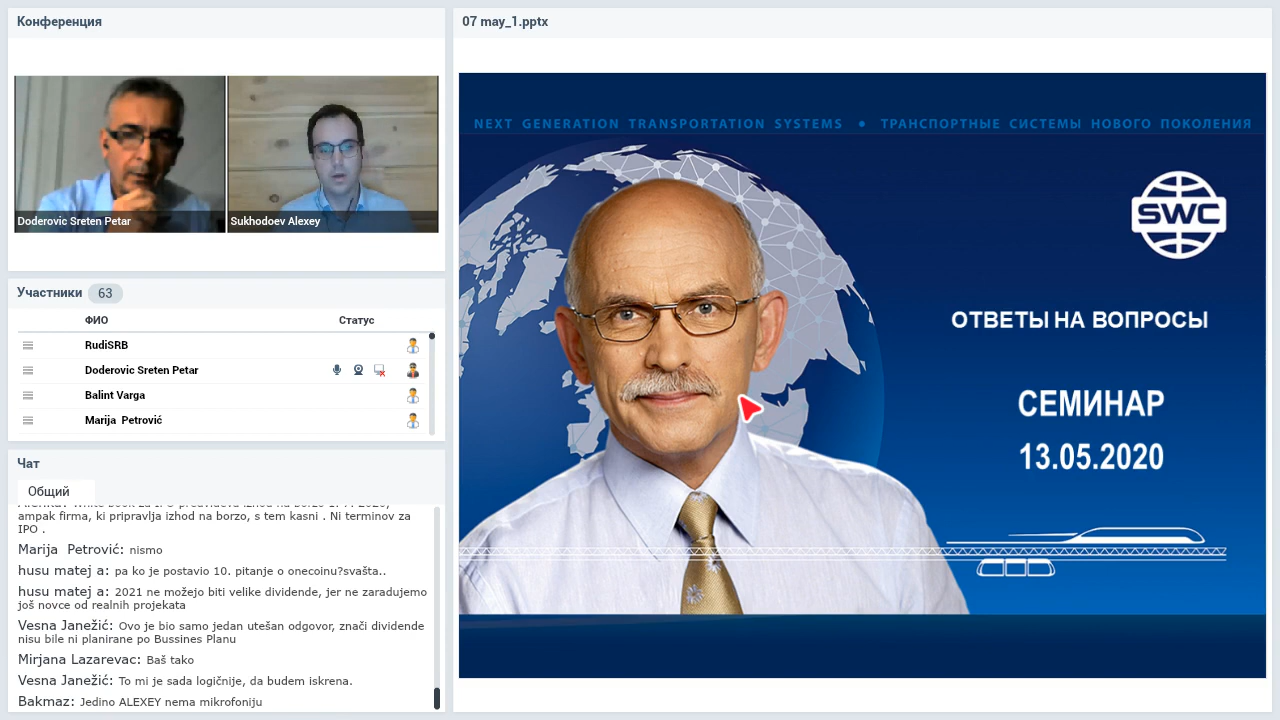 Конференция
Doderovic Sreten Petar
Sukhodoev Alexey
Участники 63
ФИО Статус
RudiSRB
Doderovic Sreten Petar
Balint Varga
Marija Petrović
Чат
Общий
ampak firma, ki pripravlja izhod na borzo, s tem kasni . Ni terminov za
IPO .
Marija Petrović: nismo
husu matej a: pa ko je postavio 10. pitanje o mjercoinu?svašta..
husu matej a: 2021 ne možejo biti velike dividende, jer ne zaradujemo
još novce od realnih projekata
Vesna Janežić: Ovo je bio samo jedan utešan odgovor, znači dividende
nisu bile ni planirane po Bussines Planu
Mirjana Lazarevac: Baš tako
Vesna Janežić: To mi je sada logičnije, da budem iskrena.
Bakmaz: Jedino ALEXEY nema mikrofoniju
07 may_1.pptx
NEXT GENERATION TRANSPORTATION SYSTEMS • ТРАНСПОРТНЫЕ СИСТЕМЫ НОВОГО ПОКОЛЕНИЯ
SWC
ОТВЕТЫ НА ВОПРОСЫ
СЕМИНАР
13.05.2020